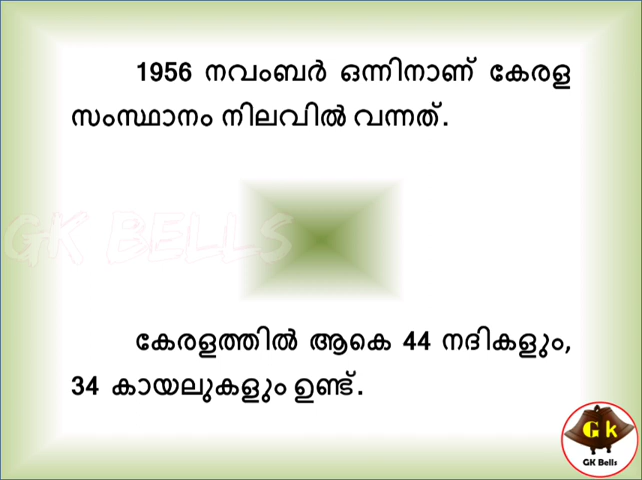 1956 നവംബർ ഒന്നിനാണ് കേരള
സംസ്ഥാനം നിലവിൽ വന്നത്.
GK BELLS
കേരളത്തിൽ ആകെ 44 നദികളും,
34 കായലുകളും ഉണ്ട്.
G k
GK Bells